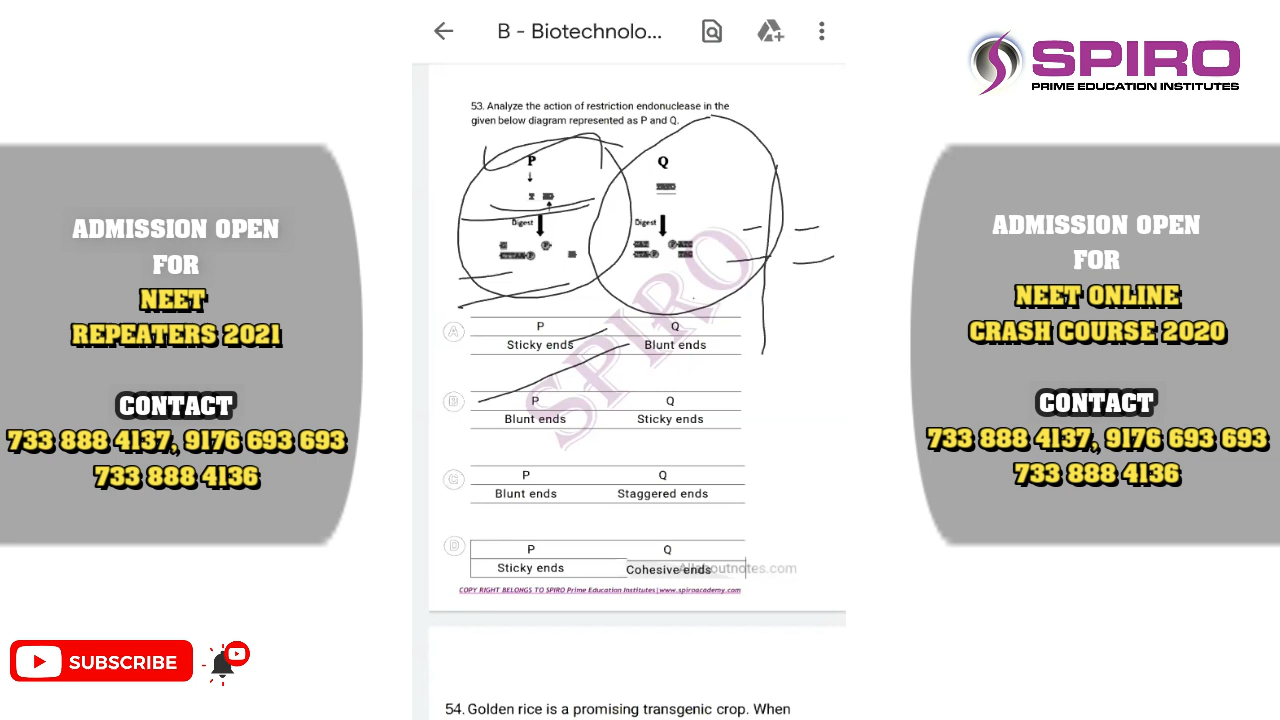 B - Biotechnolo...
SPIRO
PRIME EDUCATION INSTITUTES
ADMISSION OPEN
FOR
NEET
REPEATERS 2021
CONTACT
733 888 4137, 9176 693 693
733 888 4136
53. Analyze the action of restriction endonuclease in the
given below diagram represented as P and Q.
P Q
Digest Digest
SPIRO
A P Q
Sticky ends Blunt ends
B P Q
Blunt ends Sticky ends
C P Q
Blunt ends Staggered ends
D P Q
Sticky ends Cohesive ends
COPY RIGHT BELONGS TO SPIRO Prime Education Institutes|www.spiroacademy.com
54. Golden rice is a promising transgenic crop. When
ADMISSION OPEN
FOR
NEET ONLINE
CRASH COURSE 2020
CONTACT
733 888 4137, 9176 693 693
733 888 4136
SUBSCRIBE